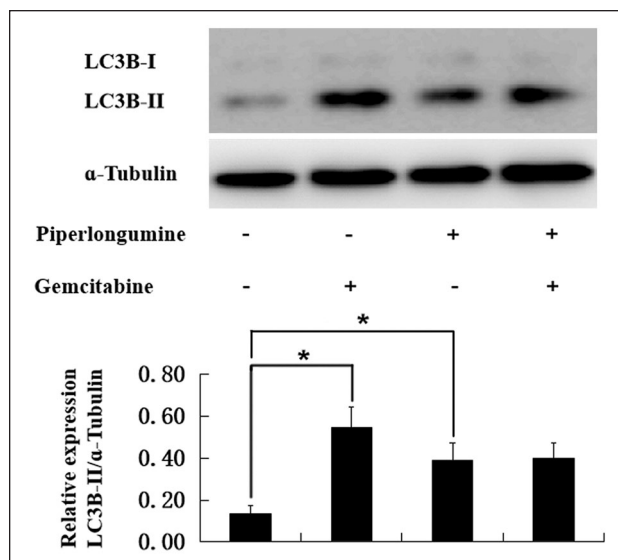 LC3B-I
LC3B-II
α-Tubulin
Piperlongumine - - + +
Gemcitabine - + - +
*
*
Relative expression
LC3B-II/α-Tubulin
0.80
0.60
0.40
0.20
0.00